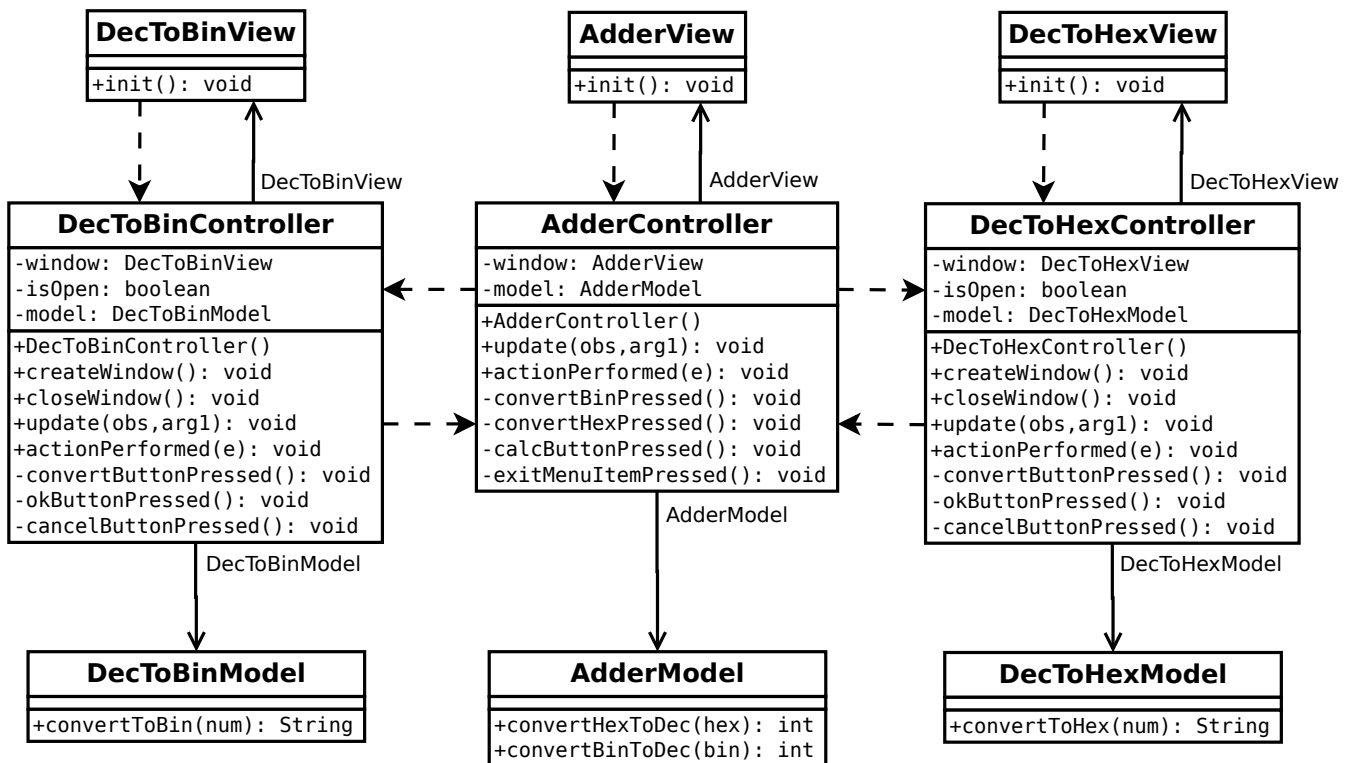 DecToBinView
+init(): void
AdderView
+init(): void
DecToHexView
+init(): void
DecToBinView
AdderView
DecToHexView
DecToBinController
-window: DecToBinView
-isOpen: boolean
-model: DecToBinModel
+DecToBinController()
+createWindow(): void
+closeWindow(): void
+update(obs,arg1): void
+actionPerformed(e): void
-convertButtonPressed(): void
-okButtonPressed(): void
-cancelButtonPressed(): void
AdderController
-window: AdderView
-model: AdderModel
+AdderController()
+update(obs,arg1): void
+actionPerformed(e): void
-convertBinPressed(): void
-convertHexPressed(): void
-calcButtonPressed(): void
-exitMenuItemPressed(): void
DecToHexController
-window: DecToHexView
-isOpen: boolean
-model: DecToHexModel
+DecToHexController()
+createWindow(): void
+closeWindow(): void
+update(obs,arg1): void
+actionPerformed(e): void
-convertButtonPressed(): void
-okButtonPressed(): void
-cancelButtonPressed(): void
DecToBinModel
AdderModel
DecToHexModel
DecToBinModel
+convertToBin(num): String
AdderModel
+convertHexToDec(hex): int
+convertBinToDec(bin): int
DecToHexModel
+convertToHex(num): String